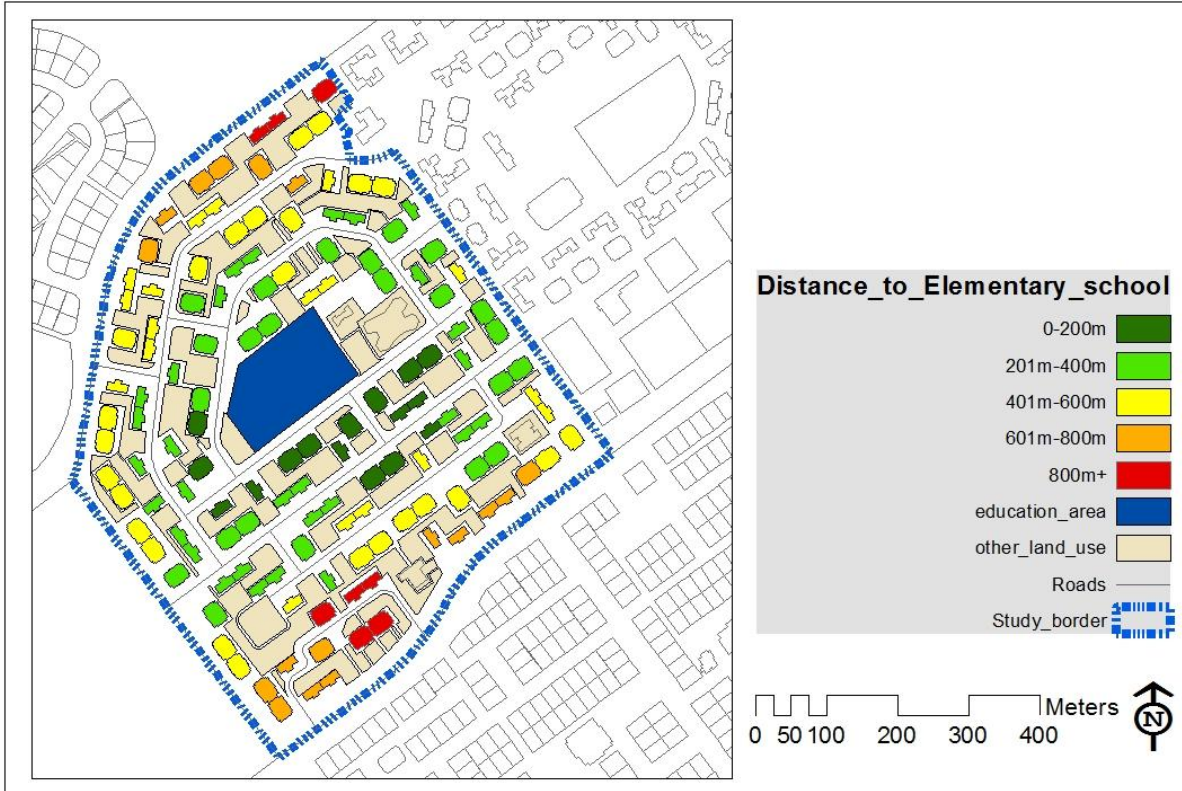 Distance_to_Elementary_school
0-200m
201m-400m
401m-600m
601m-800m
800m+
education_area
other_land_use
Roads
Study_border
Meters
0 50 100 200 300 400
N